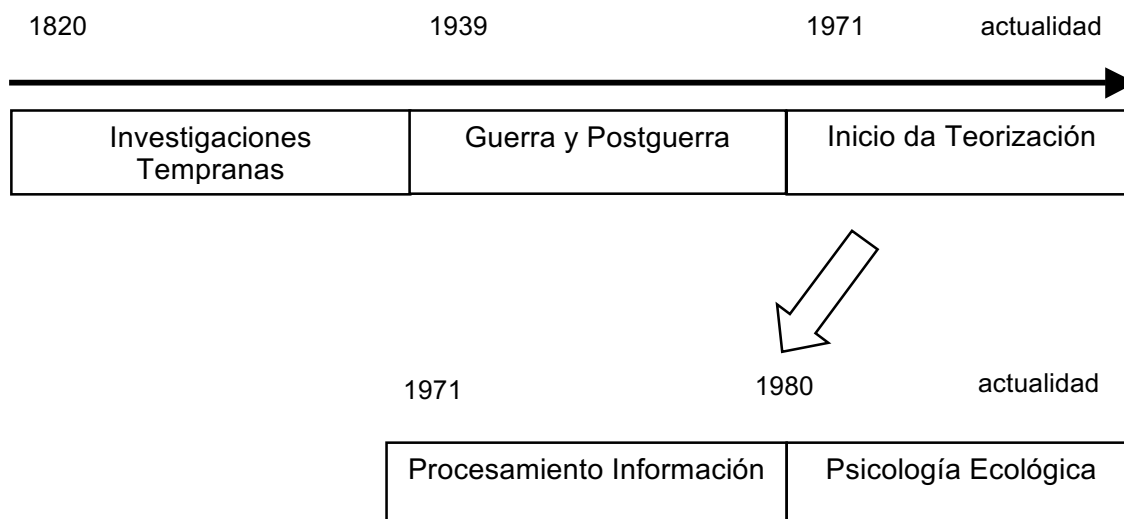 1820 1939 1971 actualidad
Investigaciones Tempranas
Guerra y Postguerra
Inicio da Teorización
1971 1980 actualidad
Procesamiento Información
Psicología Ecológica